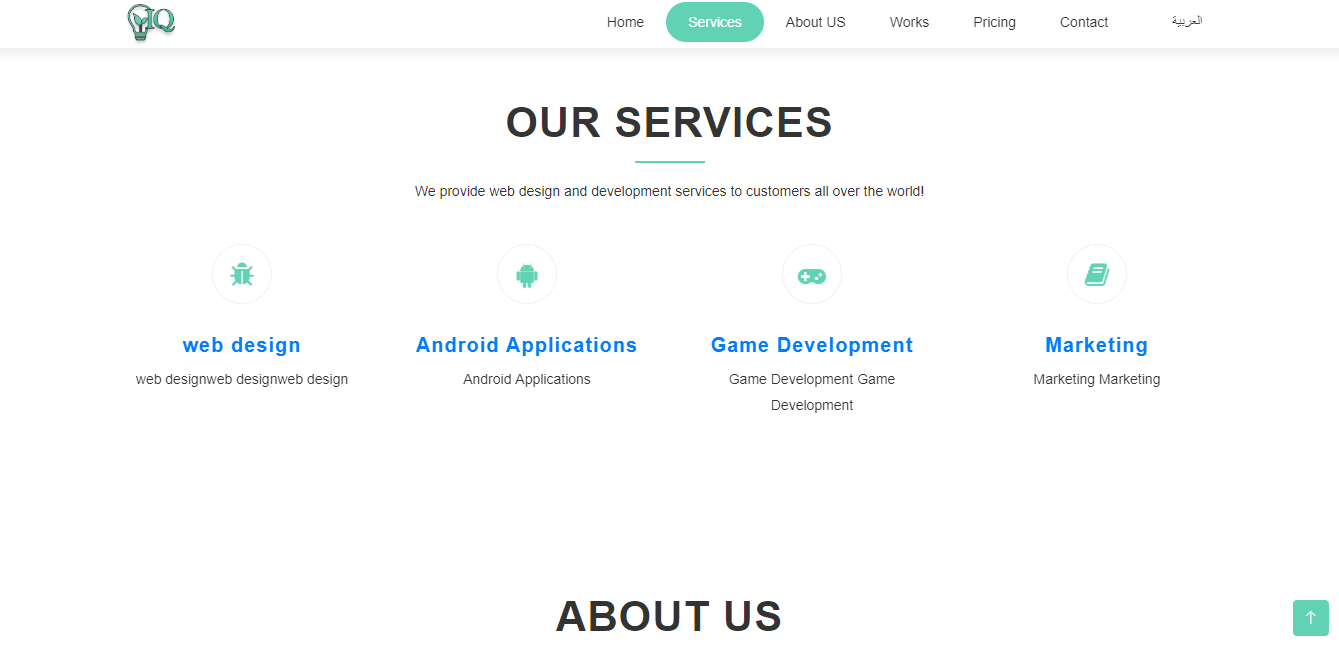 IQ
Home
Services
About US
Works
Pricing
Contact
العربية
OUR SERVICES
We provide web design and development services to customers all over the world!
web design
web designweb designweb design
Android Applications
Android Applications
Game Development
Game Development Game
Development
Marketing
Marketing Marketing
ABOUT US